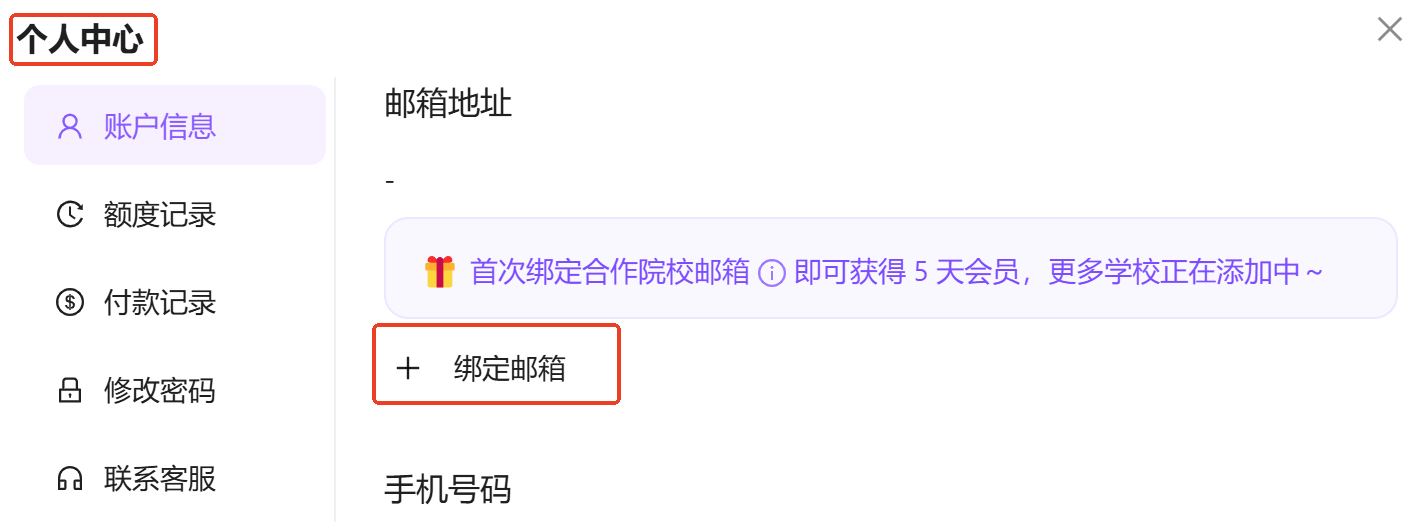 个人中心
账户信息
额度记录
付款记录
修改密码
联系客服
邮箱地址
-
首次绑定合作院校邮箱 即可获得 5 天会员，更多学校正在添加中～
+ 绑定邮箱
手机号码